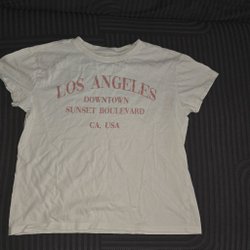 LOS ANGELES
DOWNTOWN
SUNSET BOULEVARD
CA, USA